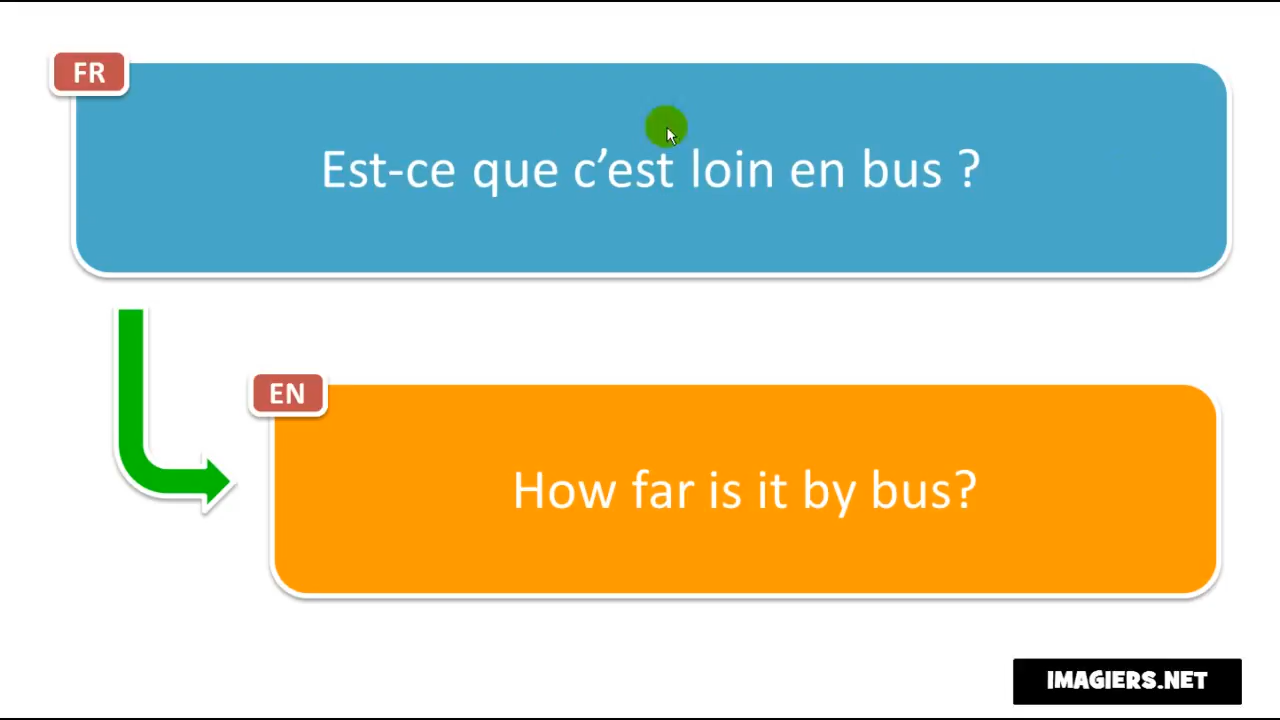 FR
Est-ce que c’est loin en bus ?
EN
How far is it by bus?
IMAGIERS.NET